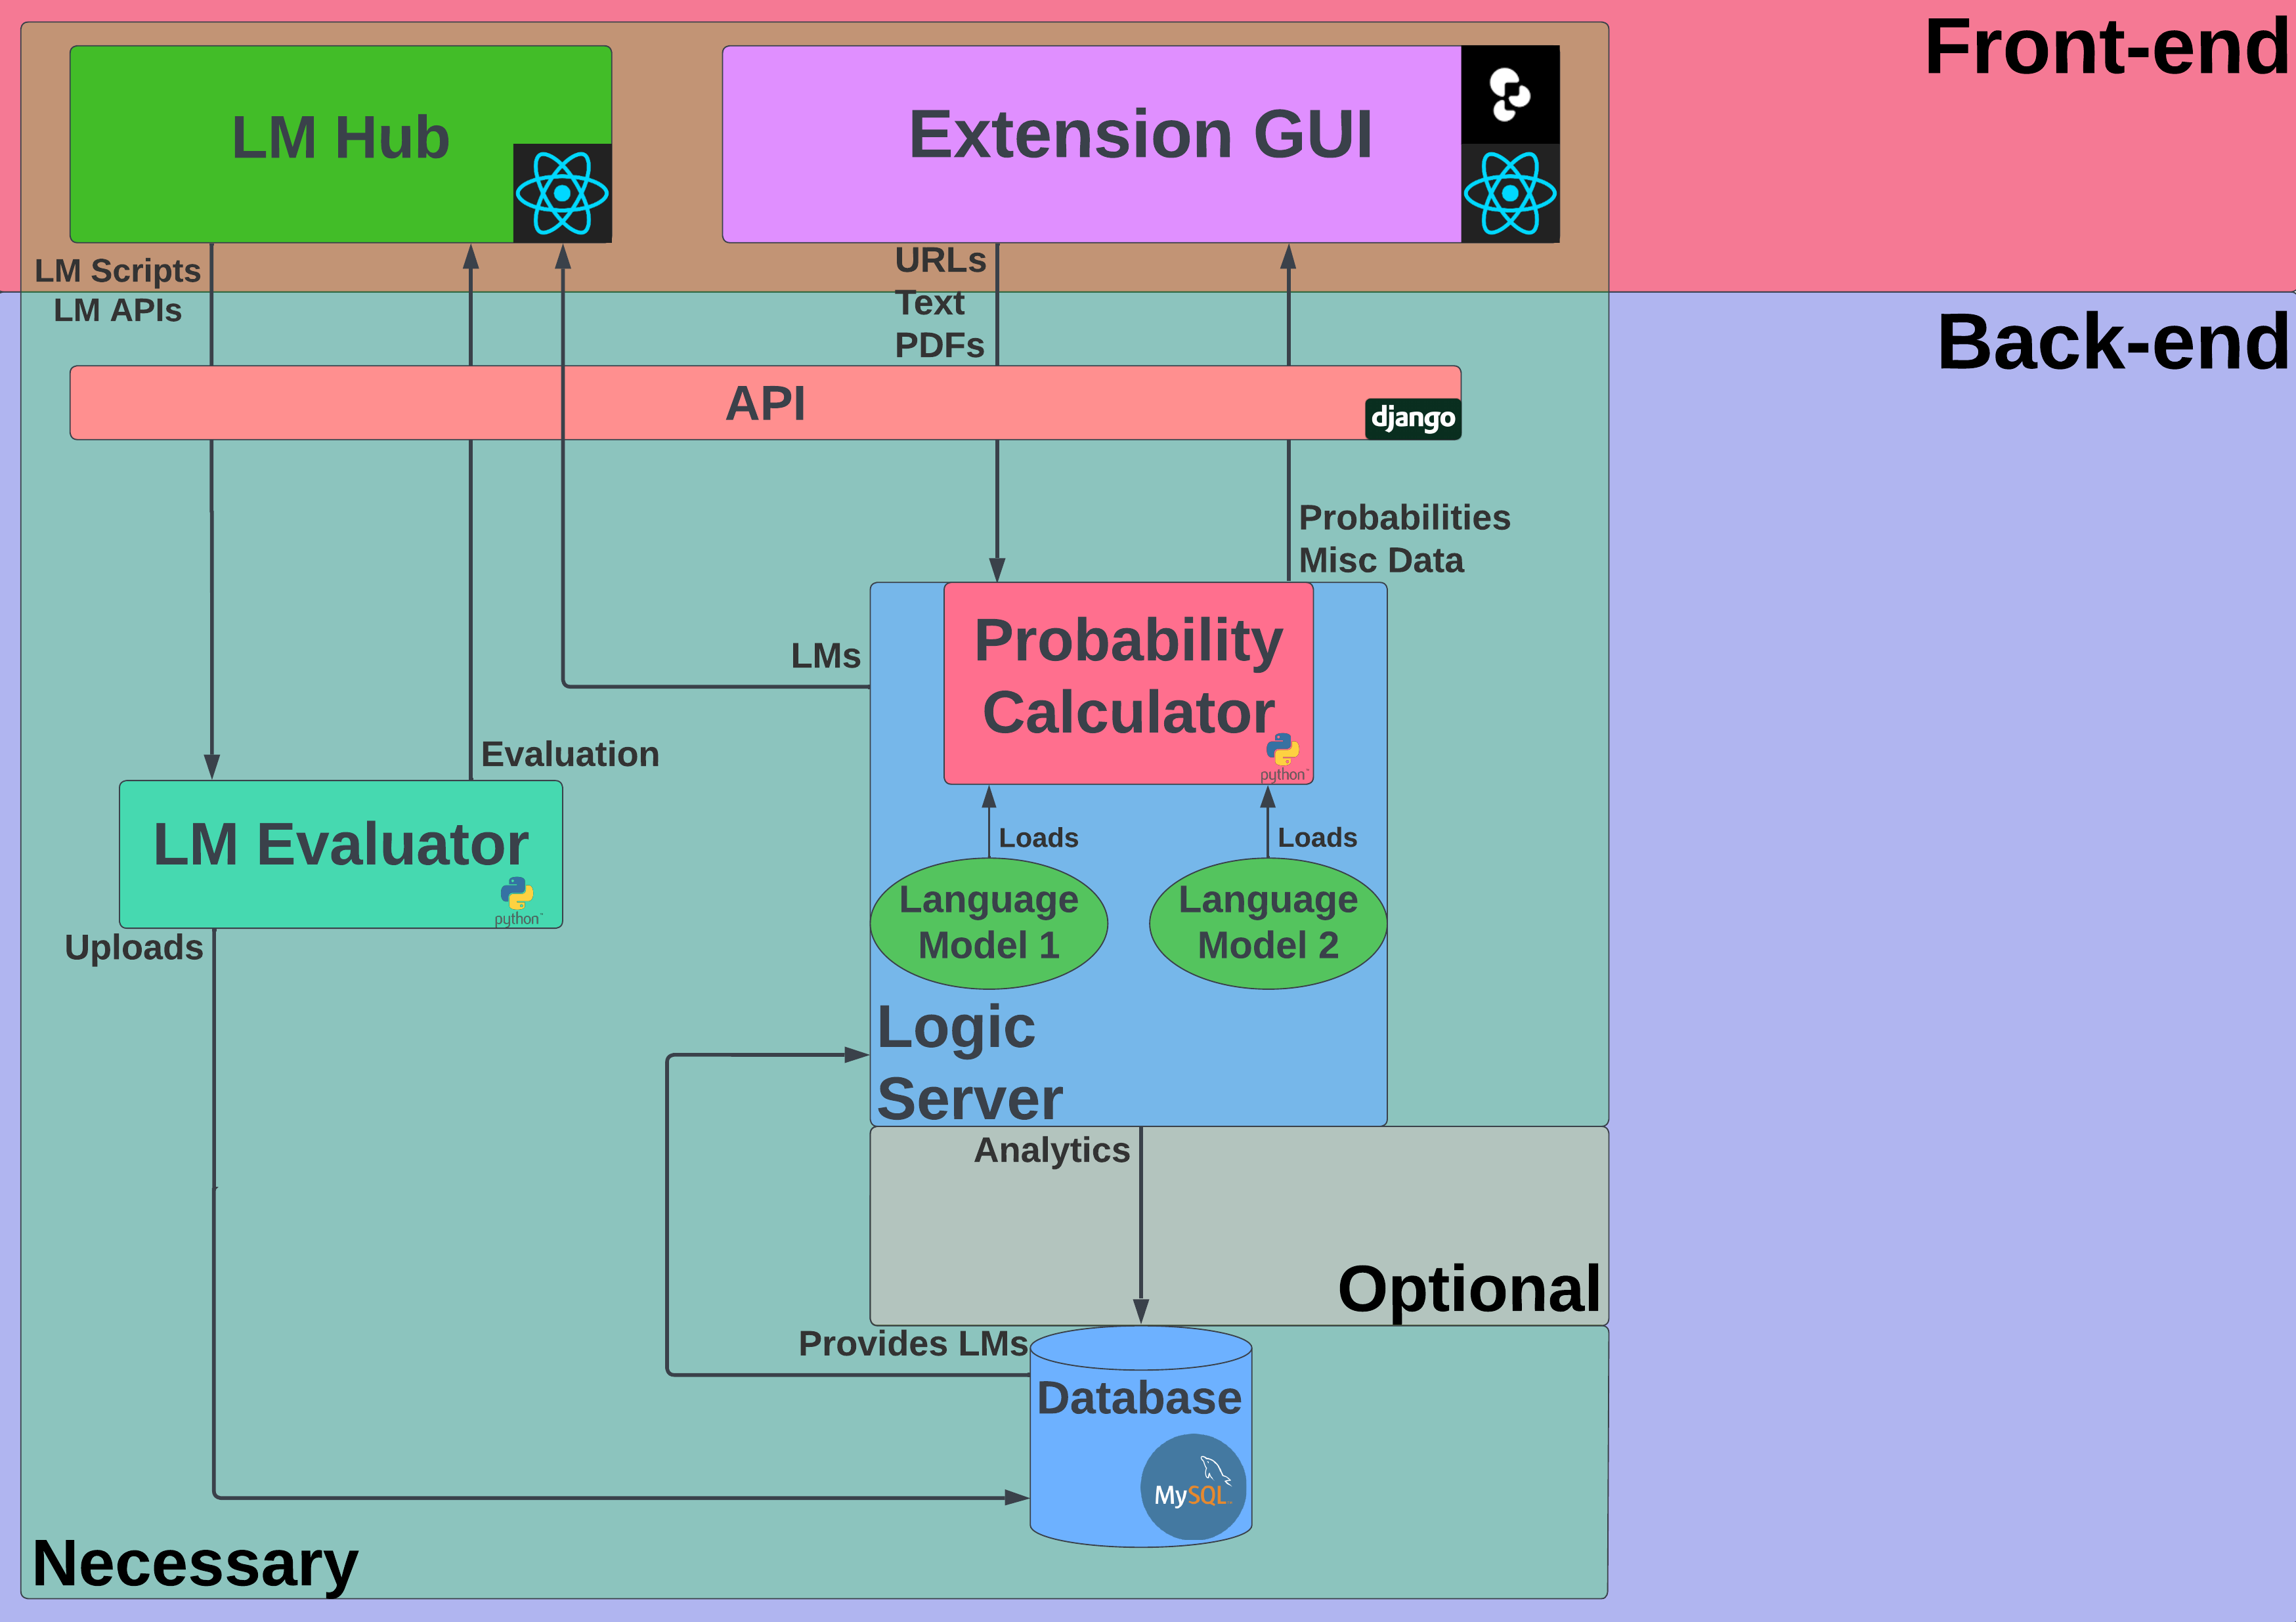 Front-end
LM Hub
Extension GUI
LM Scripts
LM APIs
URLs
Text
PDFs
Back-end
API
django
Probabilities
Misc Data
LMs
Probability
Calculator
python
Evaluation
LM Evaluator
python
Loads
Loads
Language
Model 1
Language
Model 2
Uploads
Logic
Server
Analytics
Optional
Provides LMs
Database
MySQL
Necessary